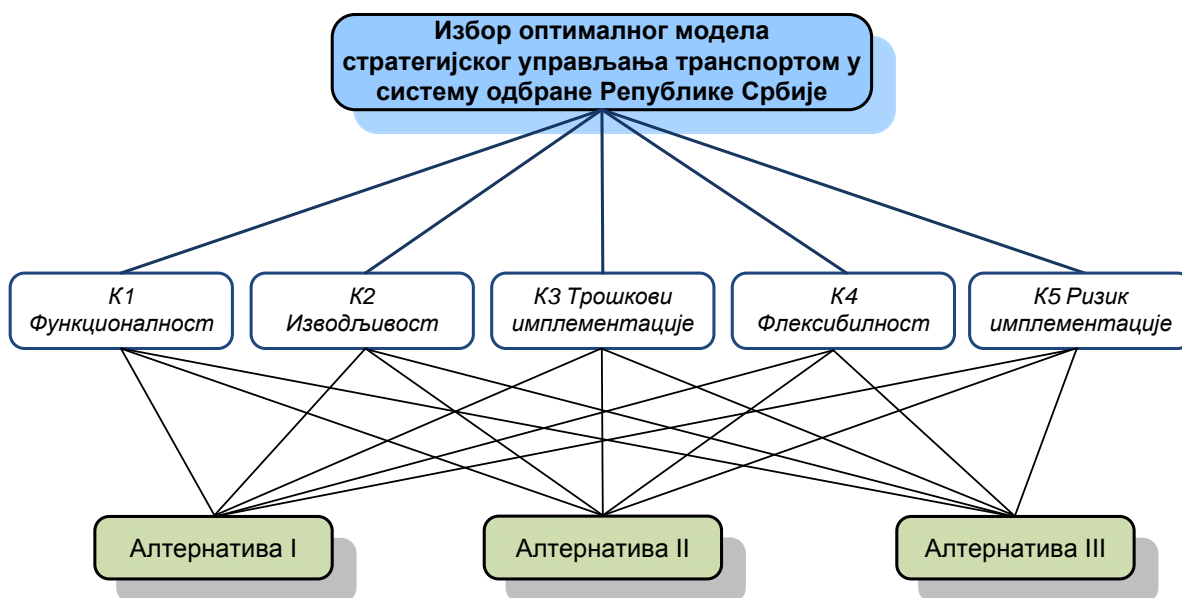 Избор оптималног модела
стратегијског управљања транспортом у
систему одбране Републике Србије
К1
Функционалност
К2
Изводљивост
К3 Трошкови
имплементације
К4
Флексибилност
К5 Ризик
имплементације
Алтернатива I
Алтернатива II
Алтернатива III